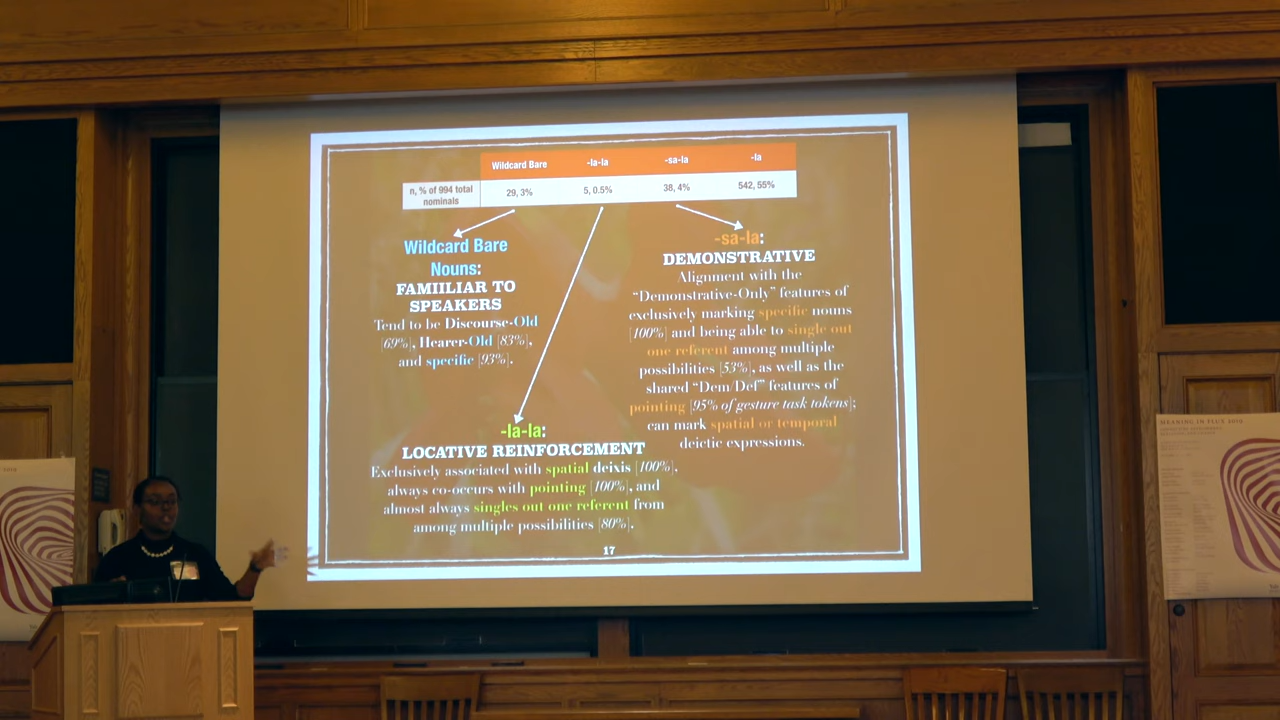 Wildcard Bare -la-la -sa-la -la
n, % of 994 total
nominals
29, 3% 5, 0.5% 38, 4% 542, 55%
Wildcard Bare
Nouns:
FAMIILIAR TO
SPEAKERS
Tend to be Discourse-Old
[69%], Hearer-Old [83%],
and specific [93%].
-sa-la:
DEMONSTRATIVE
Alignment with the
“Demonstrative-Only” features of
exclusively marking specific nouns
[100%] and being able to single out
one referent among multiple
possibilities [53%], as well as the
shared “Dem/Def” features of
pointing [95% of gesture task tokens];
can mark spatial or temporal
deictic expressions.
-la-la:
LOCATIVE REINFORCEMENT
Exclusively associated with spatial deixis [100%],
always co-occurs with pointing [100%], and
almost always singles out one referent from
among multiple possibilities [80%].
17
MEANING IN FLUX 2019